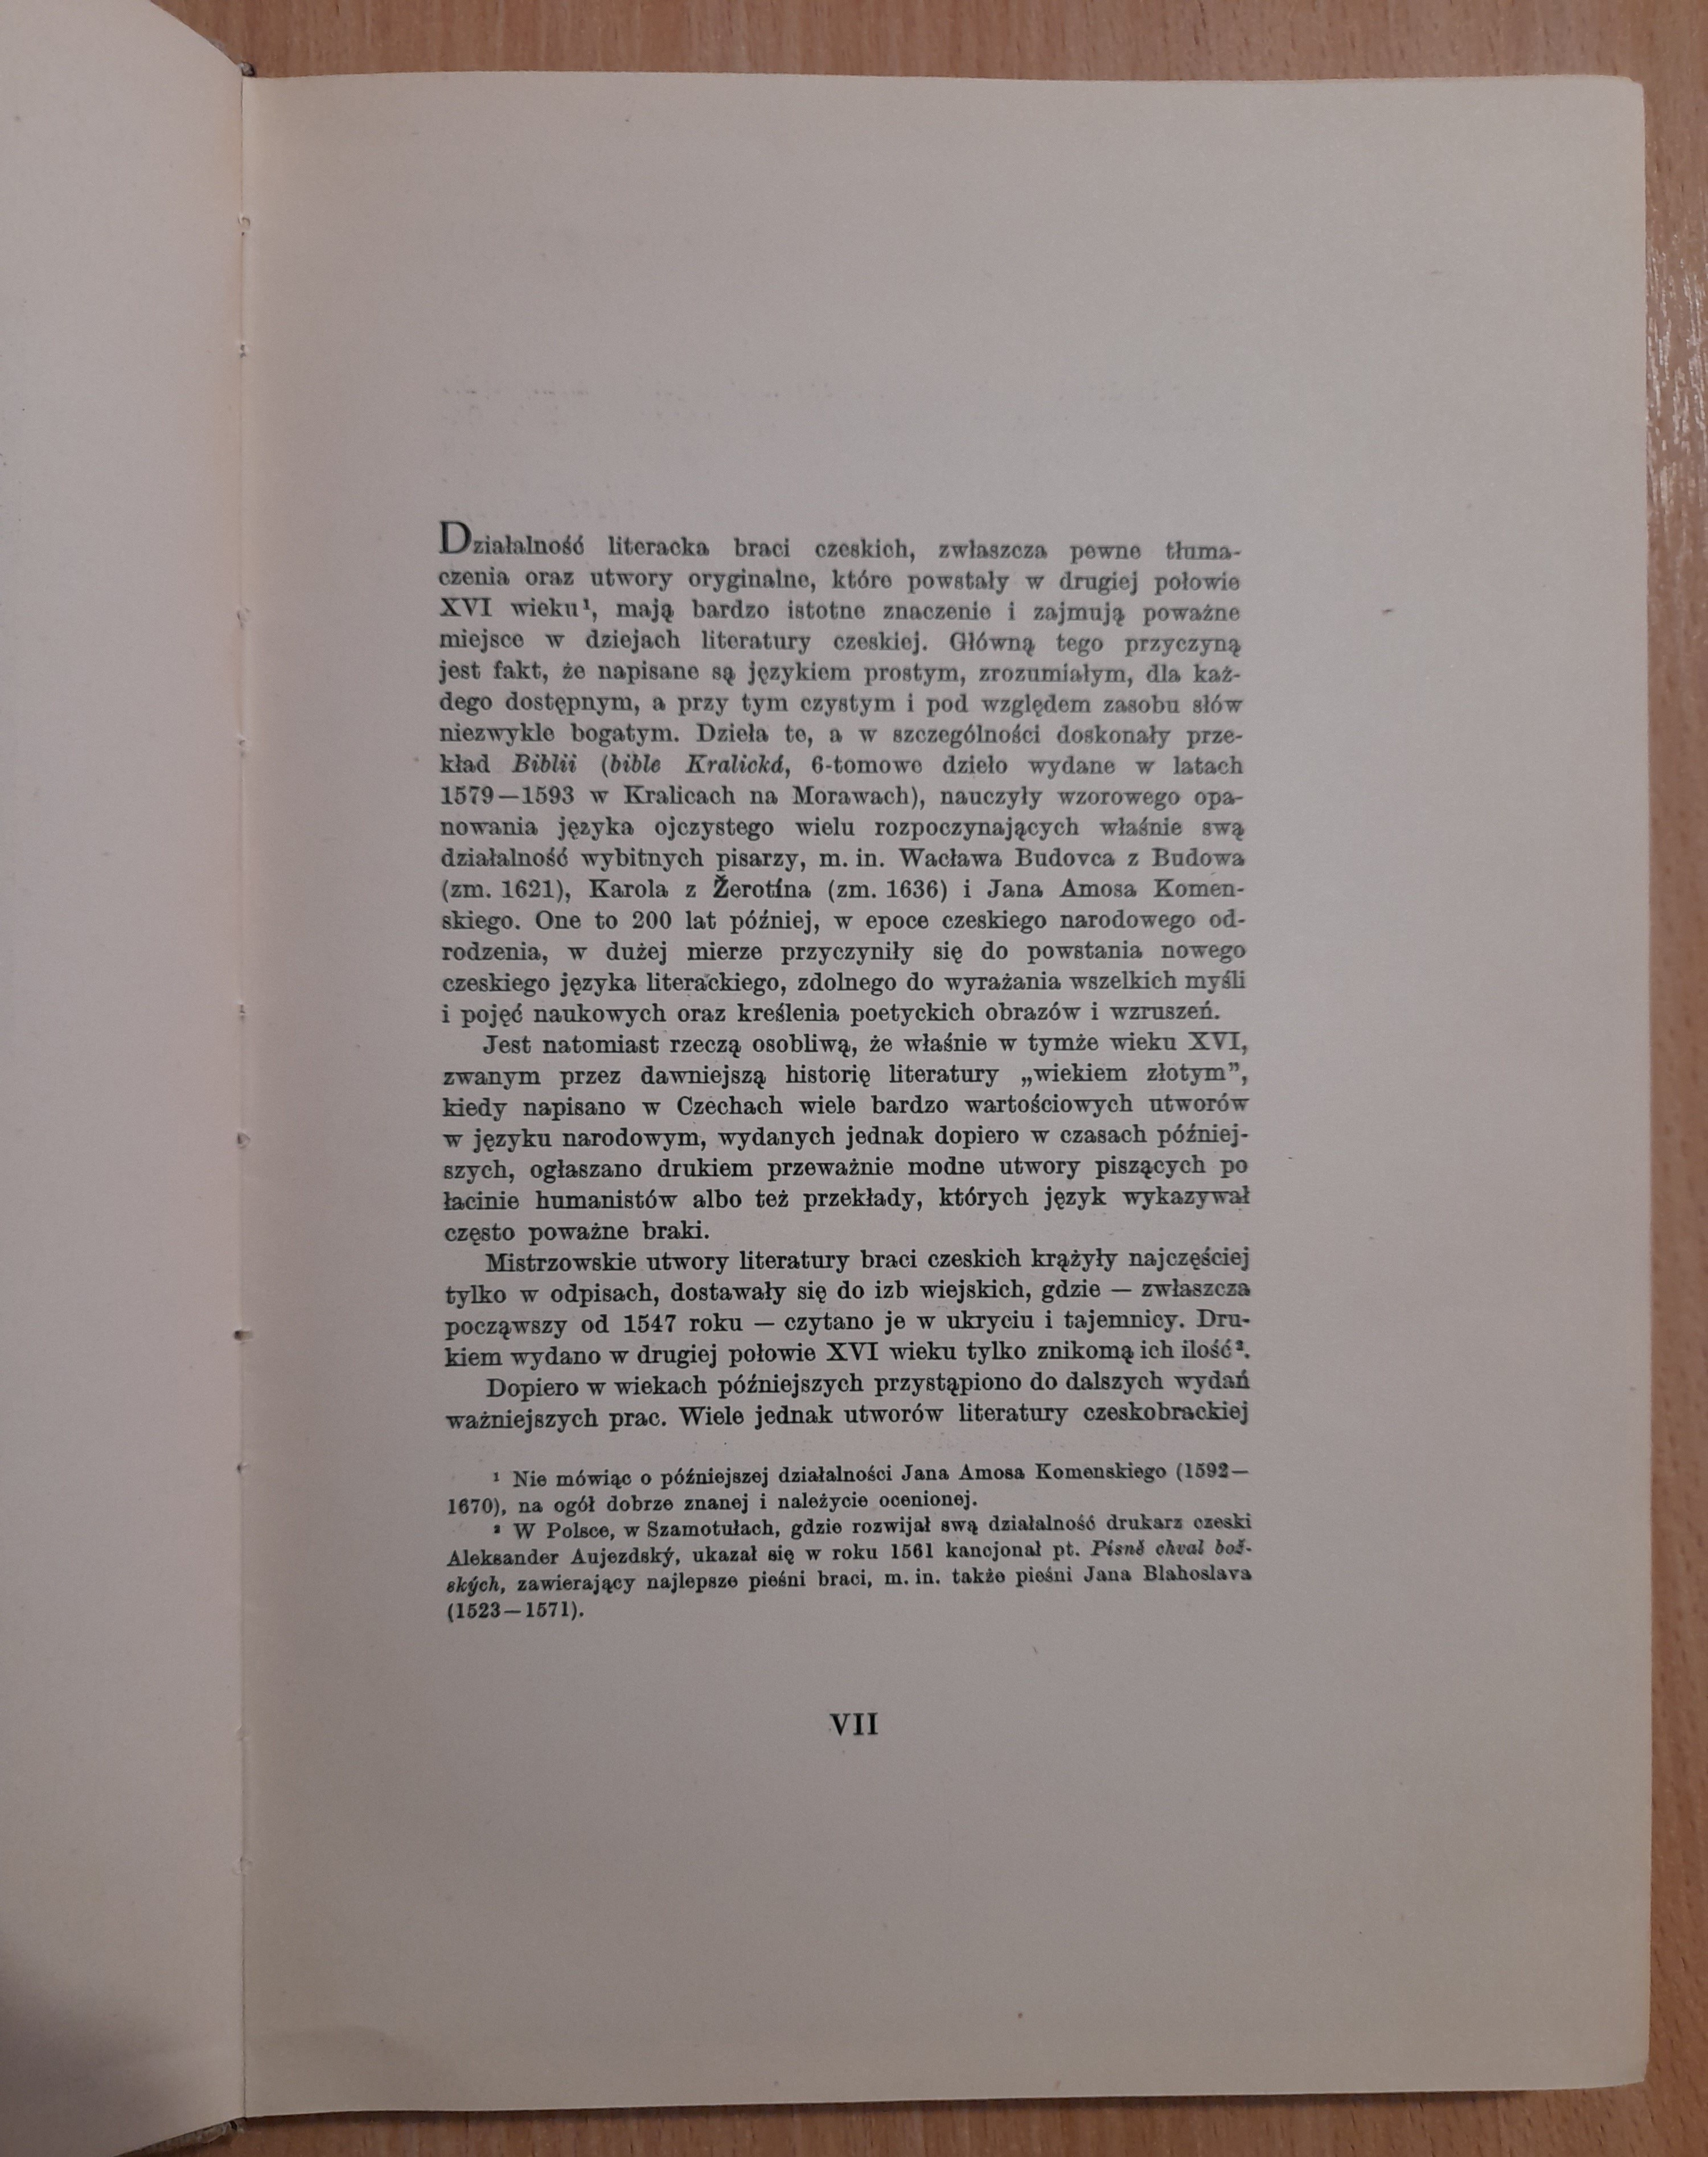 Działalność literacka braci czeskich, zwłaszcza pewne tłuma-
czenia oraz utwory oryginalne, które powstały w drugiej połowie
XVI wieku¹, mają bardzo istotne znaczenie i zajmują poważne
miejsce w dziejach literatury czeskiej. Główną tego przyczyną
jest fakt, że napisane są językiem prostym, zrozumiałym, dla każ-
dego dostępnym, a przy tym czystym i pod względem zasobu słów
niezwykle bogatym. Dzieła te, a w szczególności doskonały prze-
kład Biblii (bible Kralická, 6-tomowe dzieło wydane w latach
1579—1593 w Kralicach na Morawach), nauczyły wzorowego opa-
nowania języka ojczystego wielu rozpoczynających właśnie swą
działalność wybitnych pisarzy, m. in. Wacława Budovca z Budowa
(zm. 1621), Karola z Žerotína (zm. 1636) i Jana Amosa Komen-
skiego. One to 200 lat później, w epoce czeskiego narodowego od-
rodzenia, w dużej mierze przyczyniły się do powstania nowego
czeskiego języka literackiego, zdolnego do wyrażania wszelkich myśli
i pojęć naukowych oraz kreślenia poetyckich obrazów i wzruszeń.
Jest natomiast rzeczą osobliwą, że właśnie w tymże wieku XVI,
zwanym przez dawniejszą historię literatury „wiekiem złotym”,
kiedy napisano w Czechach wiele bardzo wartościowych utworów
w języku narodowym, wydanych jednak dopiero w czasach później-
szych, ogłaszano drukiem przeważnie modne utwory piszących po
łacinie humanistów albo też przekłady, których język wykazywał
często poważne braki.
Mistrzowskie utwory literatury braci czeskich krążyły najczęściej
tylko w odpisach, dostawały się do izb wiejskich, gdzie — zwłaszcza
począwszy od 1547 roku — czytano je w ukryciu i tajemnicy. Dru-
kiem wydano w drugiej połowie XVI wieku tylko znikomą ich ilość².
Dopiero w wiekach późniejszych przystąpiono do dalszych wydań
ważniejszych prac. Wiele jednak utworów literatury czeskobrackiej
¹ Nie mówiąc o późniejszej działalności Jana Amosa Komenskiego (1592—
1670), na ogół dobrze znanej i należycie ocenionej.
² W Polsce, w Szamotułach, gdzie rozwijał swą działalność drukarz czeski
Aleksander Aujezdský, ukazał się w roku 1561 kancjonał pt. Písně chval bož-
ských, zawierający najlepsze pieśni braci, m. in. także pieśni Jana Blahoslava
(1523—1571).
VII